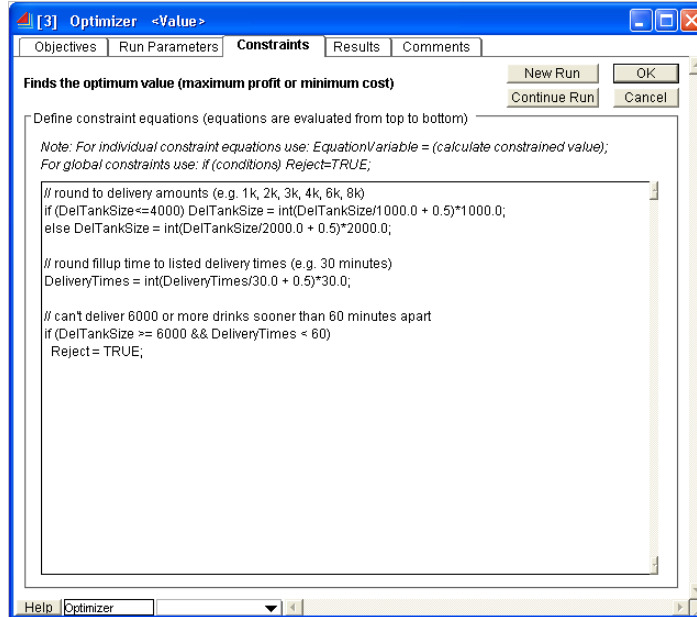 [3] Optimizer <Value>
Objectives Run Parameters Constraints Results Comments
Finds the optimum value (maximum profit or minimum cost)
New Run OK
Continue Run Cancel
Define constraint equations (equations are evaluated from top to bottom)
Note: For individual constraint equations use: EquationVariable = (calculate constrained value);
For global constraints use: if (conditions) Reject=TRUE;
// round to delivery amounts (e.g. 1k, 2k, 3k, 4k, 6k, 8k)
if (DelTankSize<=4000) DelTankSize = int(DelTankSize/1000.0 + 0.5)*1000.0;
else DelTankSize = int(DelTankSize/2000.0 + 0.5)*2000.0;
// round fillup time to listed delivery times (e.g. 30 minutes)
DeliveryTimes = int(DeliveryTimes/30.0 + 0.5)*30.0;
// can't deliver 6000 or more drinks sooner than 60 minutes apart
if (DelTankSize >= 6000 && DeliveryTimes < 60)
Reject = TRUE;
Help Optimizer